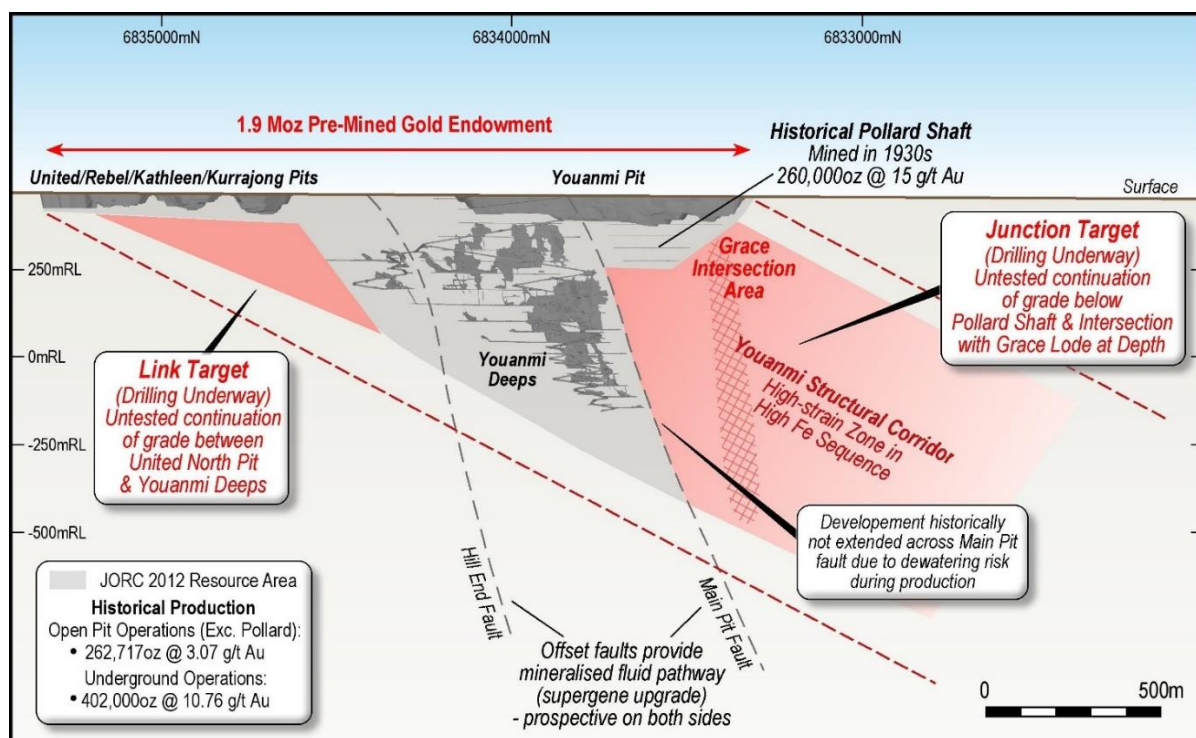 6835000mN
6834000mN
6833000mN
1.9 Moz Pre-Mined Gold Endowment
Historical Pollard Shaft
Mined in 1930s
260,000oz @ 15 g/t Au
United/Rebel/Kathleen/Kurrajong Pits
Youanmi Pit
Surface
Grace
Intersection
Area
Junction Target
(Drilling Underway)
Untested continuation
of grade below
Pollard Shaft & Intersection
with Grace Lode at Depth
250mRL
0mRL
-250mRL
-500mRL
Link Target
(Drilling Underway)
Untested continuation
of grade between
United North Pit
& Youanmi Deeps
Youanmi
Deeps
Youanmi Structural Corridor
High-strain Zone in
High Fe Sequence
Developement historically
not extended across Main Pit
fault due to dewatering risk
during production
Hill End Fault
Main Pit Fault
Offset faults provide
mineralised fluid pathway
(supergene upgrade)
- prospective on both sides
JORC 2012 Resource Area
Historical Production
Open Pit Operations (Exc. Pollard):
• 262,717oz @ 3.07 g/t Au
Underground Operations:
• 402,000oz @ 10.76 g/t Au
0
500m